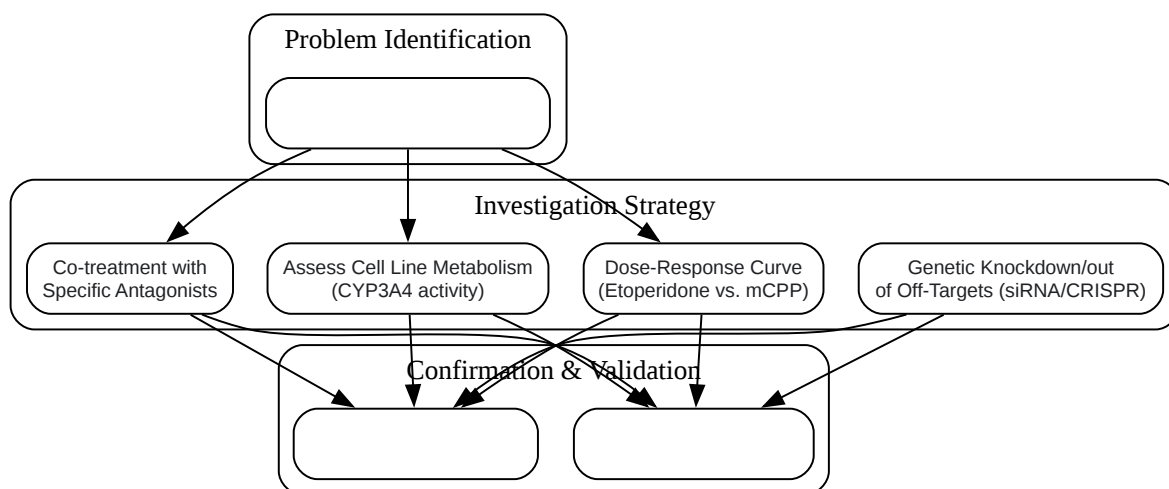 Problem Identification
Investigation Strategy
Co-treatment with
Specific Antagonists
Assess Cell Line Metabolism
(CYP3A4 activity)
Dose-Response Curve
(Etoperidone vs. mCPP)
Genetic Knockdown/out
of Off-Targets (siRNA/CRISPR)
Confirmation & Validation